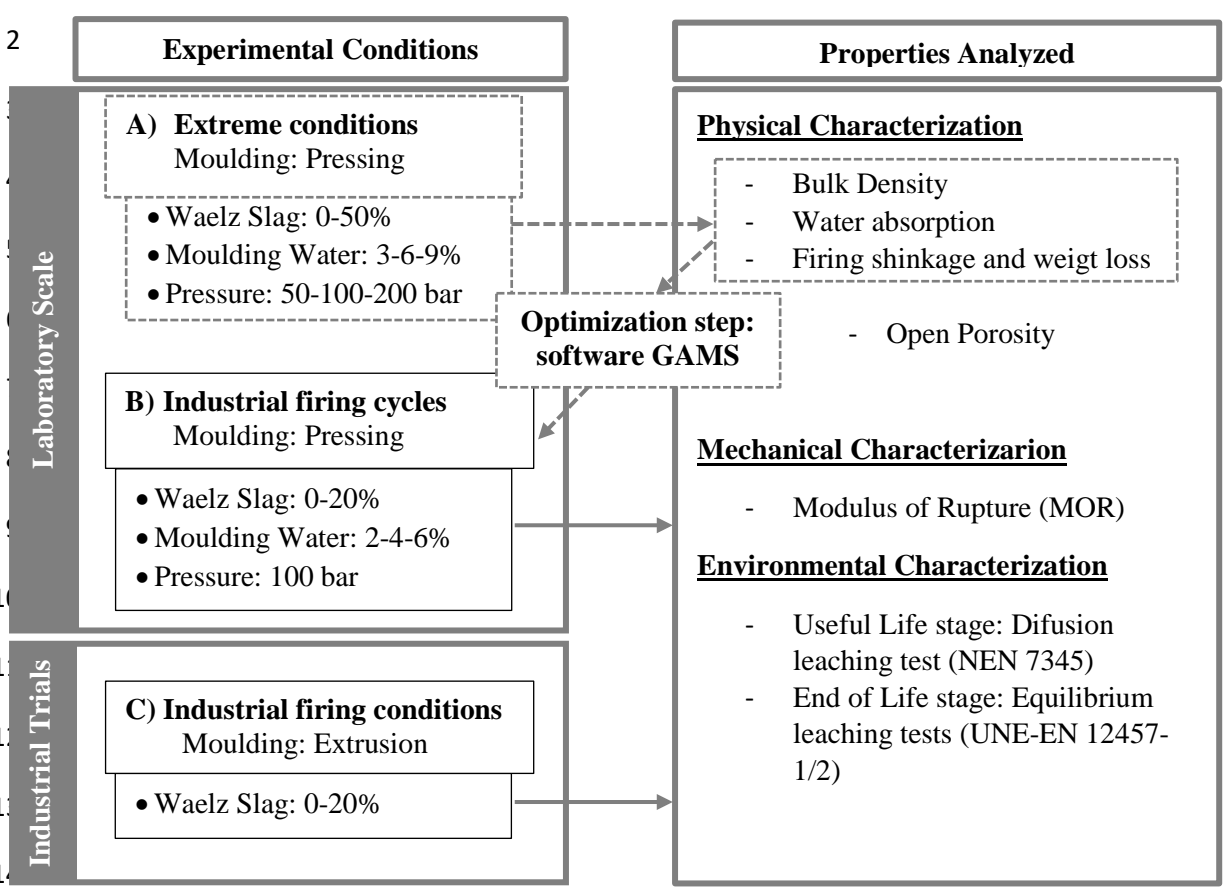 2
Experimental Conditions
Properties Analyzed
Laboratory Scale
A) Extreme conditions
Moulding: Pressing
• Waelz Slag: 0-50%
• Moulding Water: 3-6-9%
• Pressure: 50-100-200 bar
Optimization step:
software GAMS
B) Industrial firing cycles
Moulding: Pressing
• Waelz Slag: 0-20%
• Moulding Water: 2-4-6%
• Pressure: 100 bar
Industrial Trials
C) Industrial firing conditions
Moulding: Extrusion
• Waelz Slag: 0-20%
Physical Characterization
- Bulk Density
- Water absorption
- Firing shinkage and weigt loss
- Open Porosity
Mechanical Characterizarion
- Modulus of Rupture (MOR)
Environmental Characterization
- Useful Life stage: Difusion
leaching test (NEN 7345)
- End of Life stage: Equilibrium
leaching tests (UNE-EN 12457-
1/2)